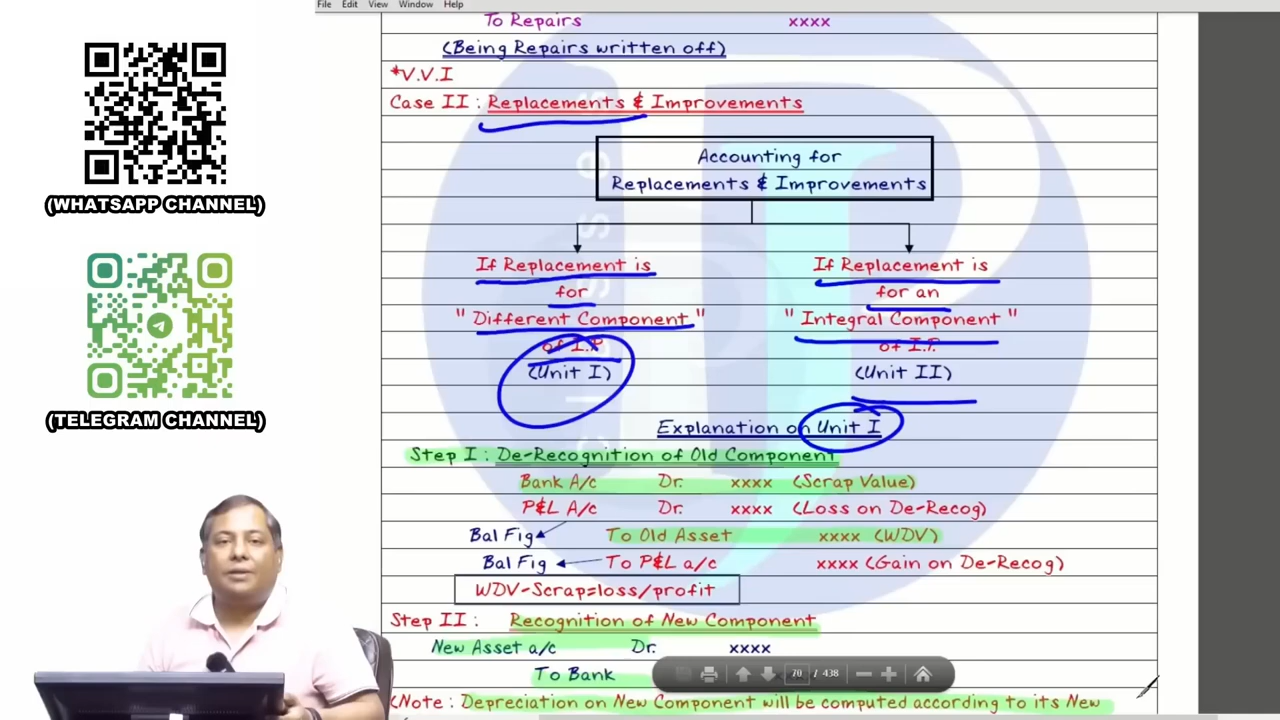 File Edit View Window Help
To Repairs xxxx
(Being Repairs written off)
*V.V.I
Case II : Replacements & Improvements
Accounting for
Replacements & Improvements
If Replacement is
for
" Different Component "
of I.P
(Unit I)
If Replacement is
for an
" Integral Component "
of I.P.
(Unit II)
Explanation on Unit I
Step I : De-Recognition of Old Component
Bank A/c Dr. xxxx (Scrap Value)
P&L A/c Dr. xxxx (Loss on De-Recog)
Bal Fig To Old Asset xxxx (WDV)
Bal Fig To P&L a/c xxxx (Gain on De-Recog)
WDV-Scrap=loss/profit
Step II : Recognition of New Component
New Asset a/c Dr. xxxx
To Bank
70 / 438
(Note : Depreciation on New Component will be computed according to its New
(WHATSAPP CHANNEL)
(TELEGRAM CHANNEL)